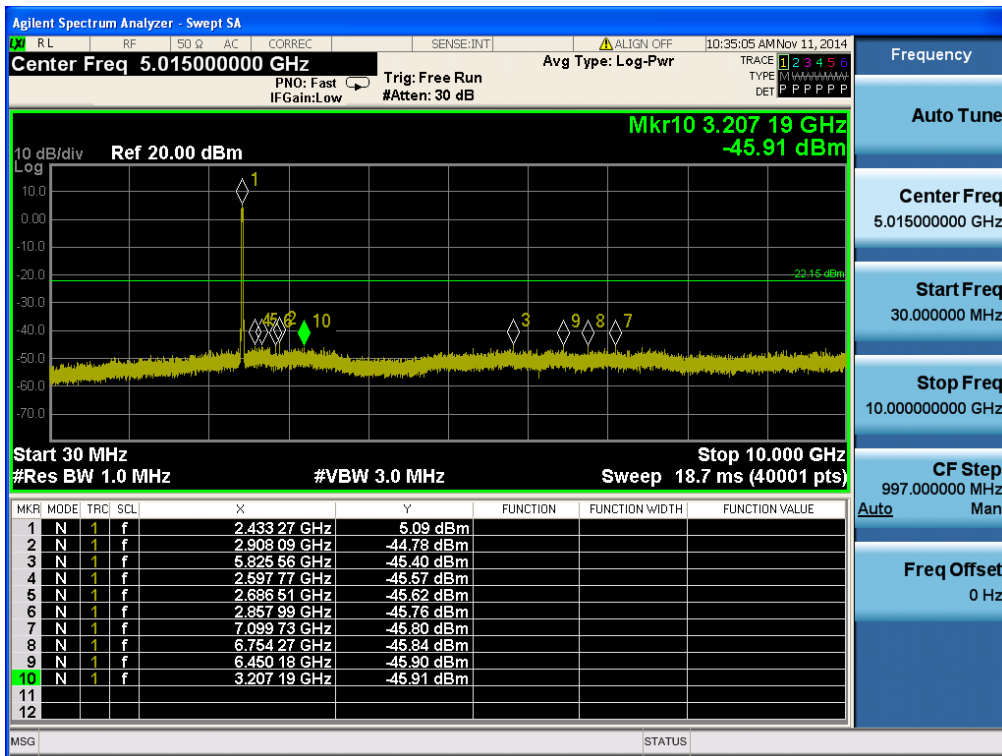 Agilent Spectrum Analyzer - Swept SA
LXI RL RF 50 Ω AC CORREC SENSE:INT ALIGN OFF 10:35:05 AM Nov 11, 2014
Center Freq 5.015000000 GHz
PNO: Fast
IFGain:Low
Trig: Free Run
#Atten: 30 dB
Avg Type: Log-Pwr
TRACE 1 2 3 4 5 6
TYPE M WWWWW
DET P P P P P P
Mkr10 3.207 19 GHz
-45.91 dBm
10 dB/div Ref 20.00 dBm
Log
10.0
0.00
-10.0
-20.0
-30.0
-40.0
-50.0
-60.0
-70.0
1
-22.15 dBm
4 5 6 2 10 3 9 8 7
Start 30 MHz Stop 10.000 GHz
#Res BW 1.0 MHz #VBW 3.0 MHz Sweep 18.7 ms (40001 pts)
MKR MODE TRC SCL X Y FUNCTION FUNCTION WIDTH FUNCTION VALUE
1 N 1 f 2.433 27 GHz 5.09 dBm
2 N 1 f 2.908 09 GHz -44.78 dBm
3 N 1 f 5.825 56 GHz -45.40 dBm
4 N 1 f 2.597 77 GHz -45.57 dBm
5 N 1 f 2.686 51 GHz -45.62 dBm
6 N 1 f 2.857 99 GHz -45.76 dBm
7 N 1 f 7.099 73 GHz -45.80 dBm
8 N 1 f 6.754 27 GHz -45.84 dBm
9 N 1 f 6.450 18 GHz -45.90 dBm
10 N 1 f 3.207 19 GHz -45.91 dBm
11
12
MSG STATUS
Frequency
Auto Tune
Center Freq
5.015000000 GHz
Start Freq
30.000000 MHz
Stop Freq
10.000000000 GHz
CF Step
997.000000 MHz
Auto Man
Freq Offset
0 Hz